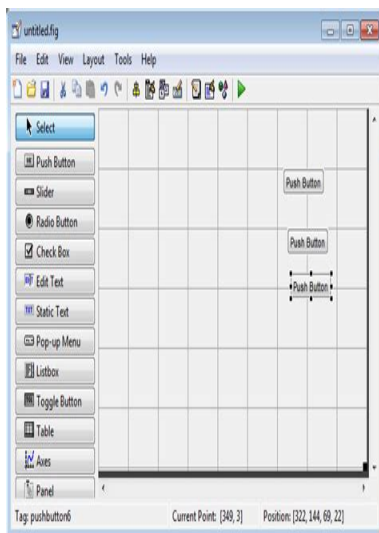 untitled.fig
File Edit View Layout Tools Help
Select
Push Button
Slider
Radio Button
Check Box
Edit Text
Static Text
Pop-up Menu
Listbox
Toggle Button
Table
Axes
Panel
Push Button
Push Button
Push Button
Tag: pushbutton6 Current Point: [349, 3] Position: [322, 144, 69, 22]